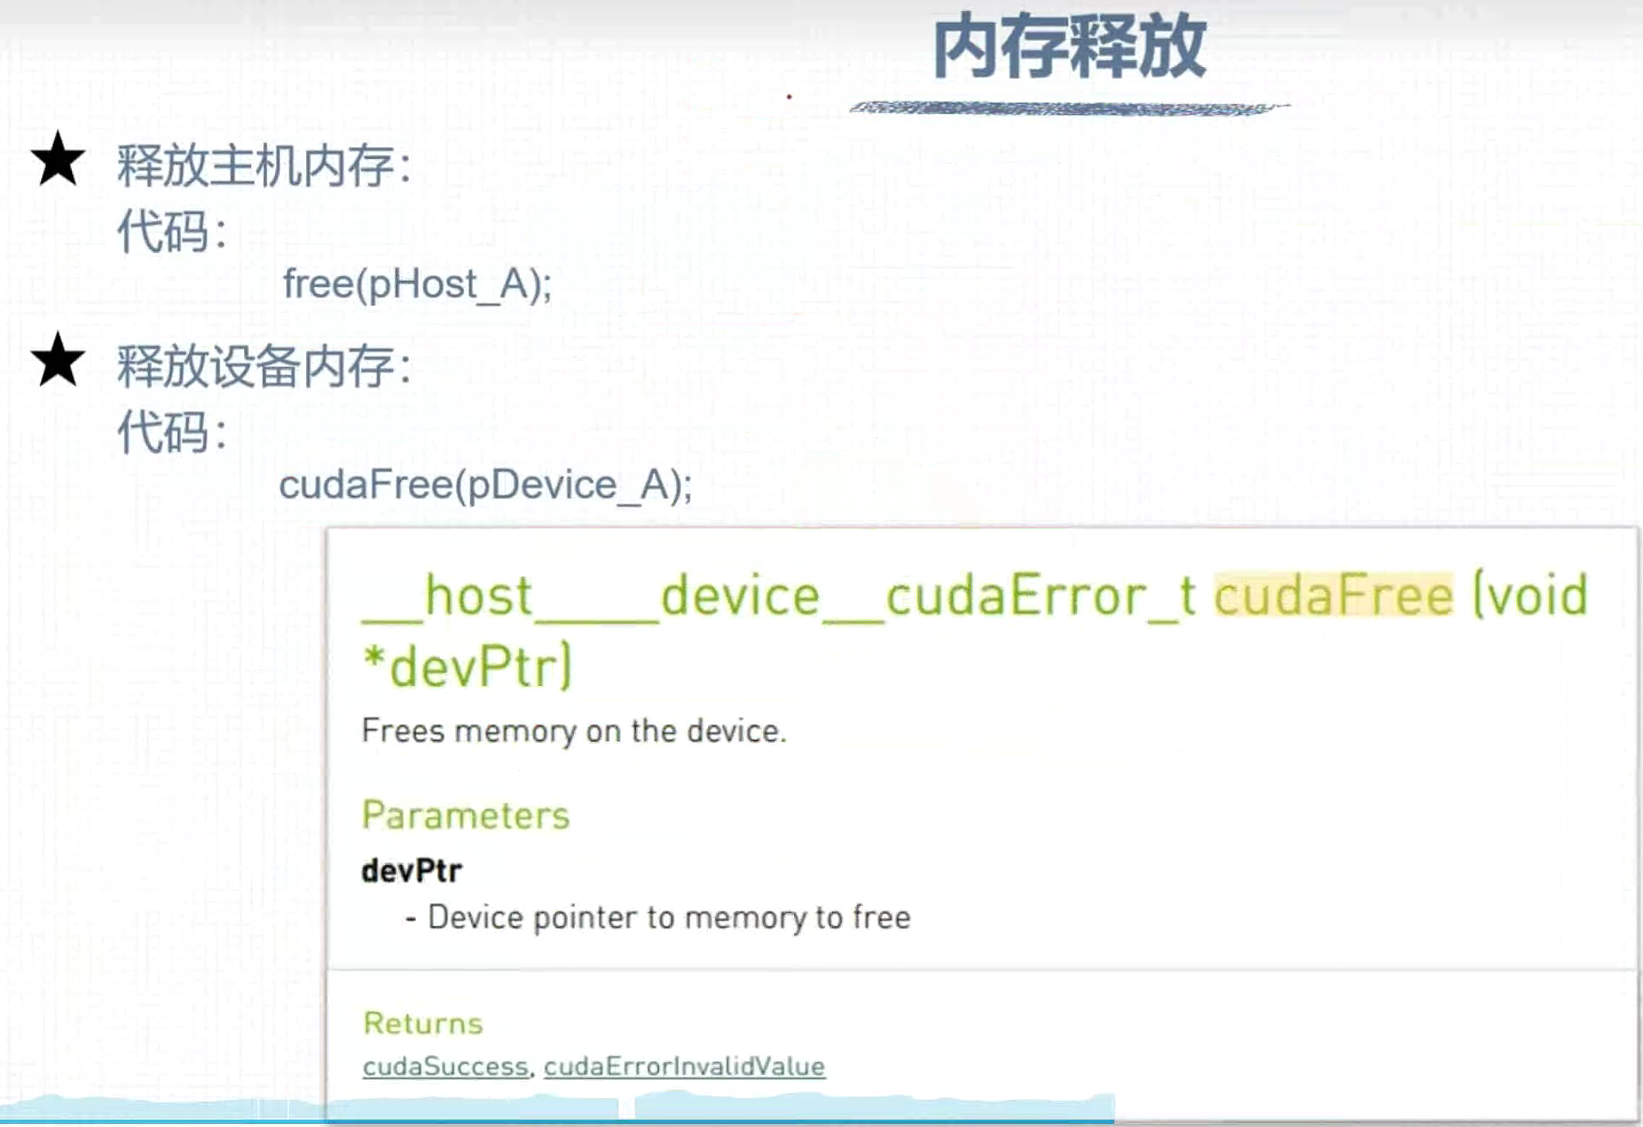 内存释放
★ 释放主机内存：
代码：
free(pHost_A);
★ 释放设备内存：
代码：
cudaFree(pDevice_A);
__host____device__cudaError_t cudaFree (void
*devPtr)
Frees memory on the device.
Parameters
devPtr
- Device pointer to memory to free
Returns
cudaSuccess, cudaErrorInvalidValue